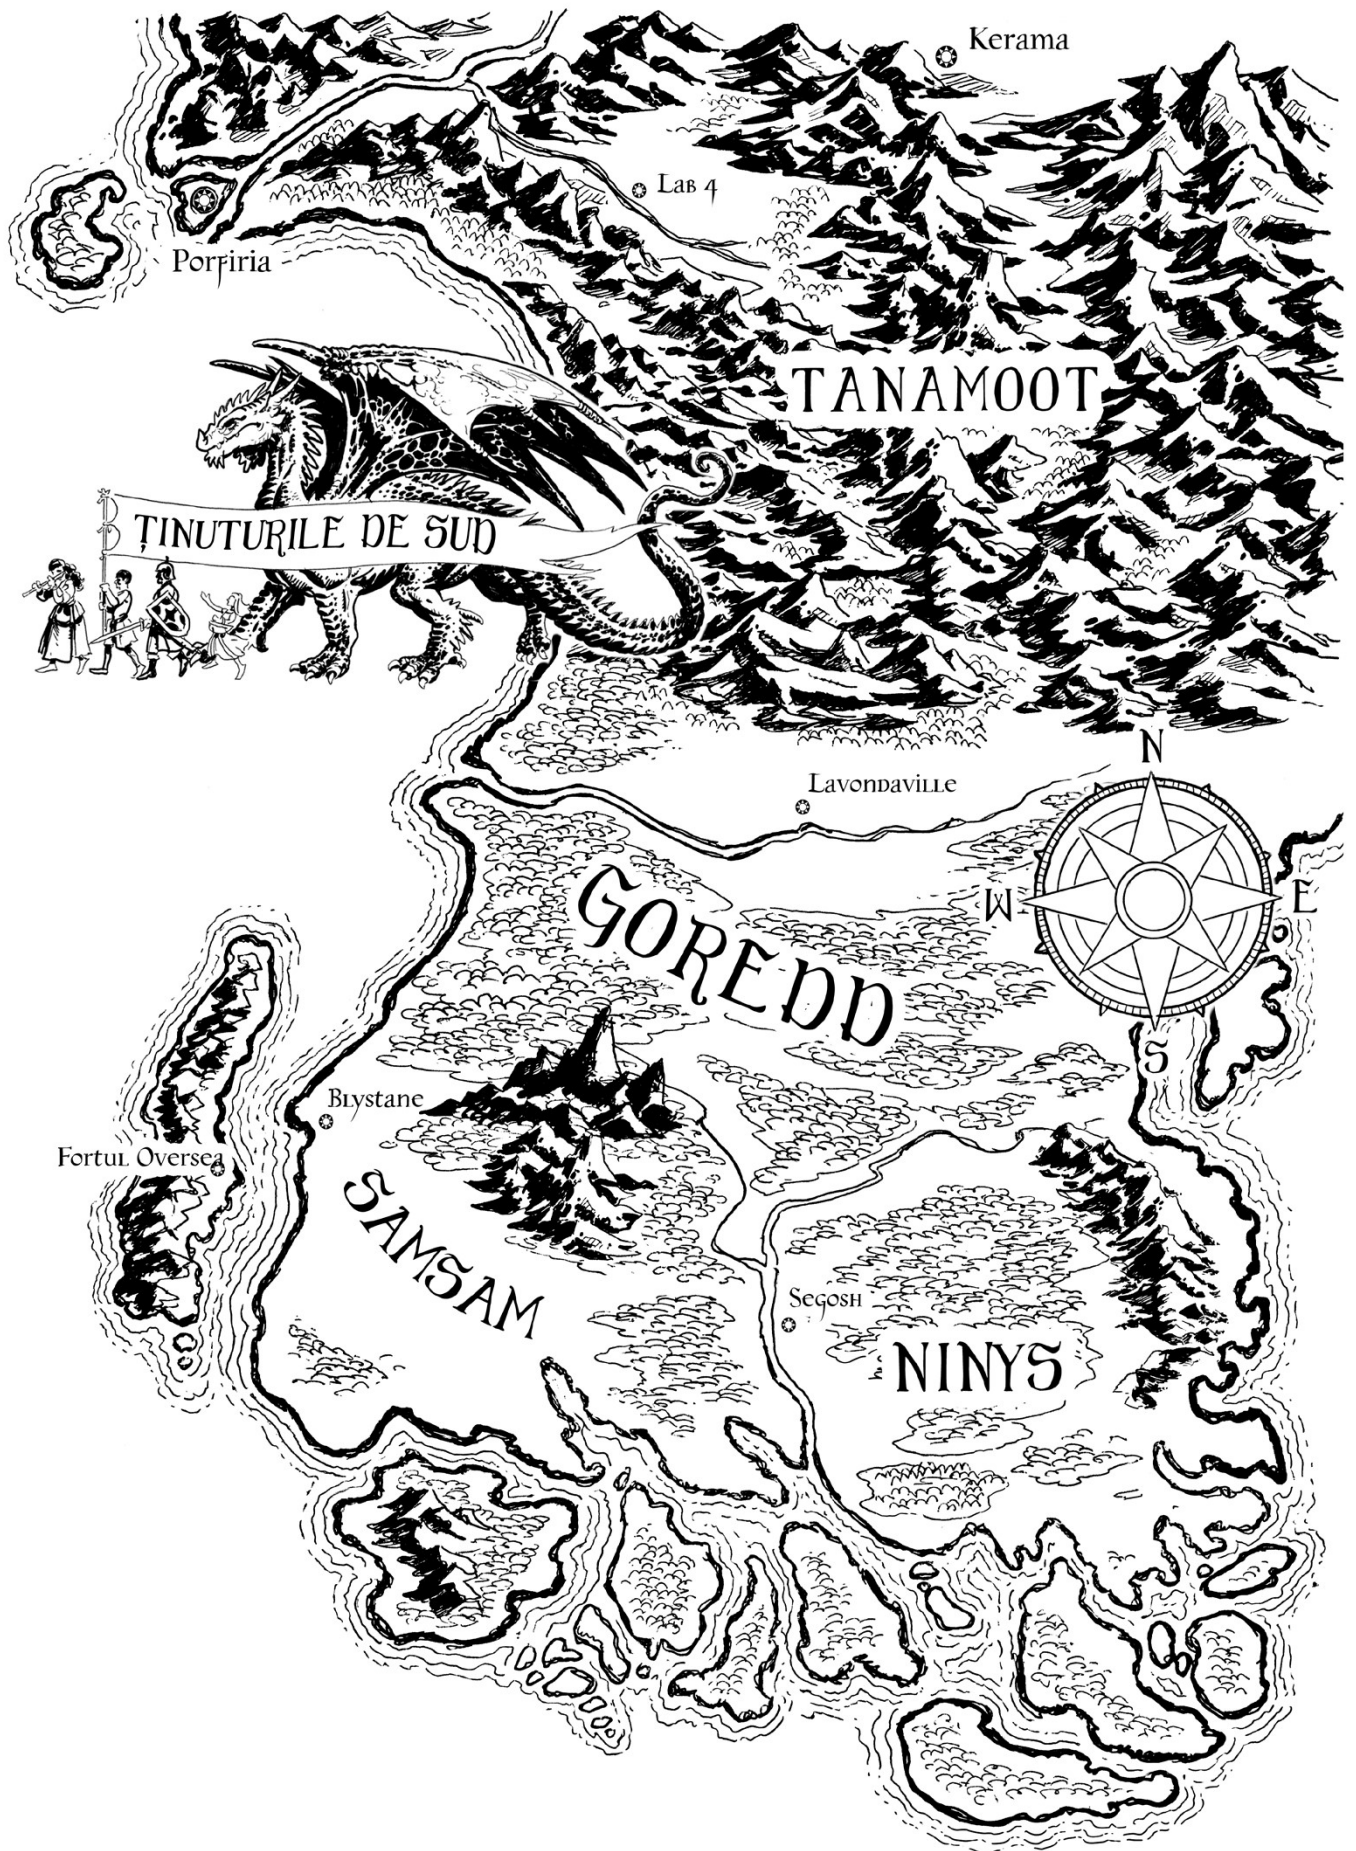 Kerama
Lab 4
Porfiria
TANAMOOT
ȚINUTURILE DE SUD
N
Lavondaville
W
E
GOREDD
S
Blystane
Fortul Oversea
SAMSAM
Segosh
NINYS